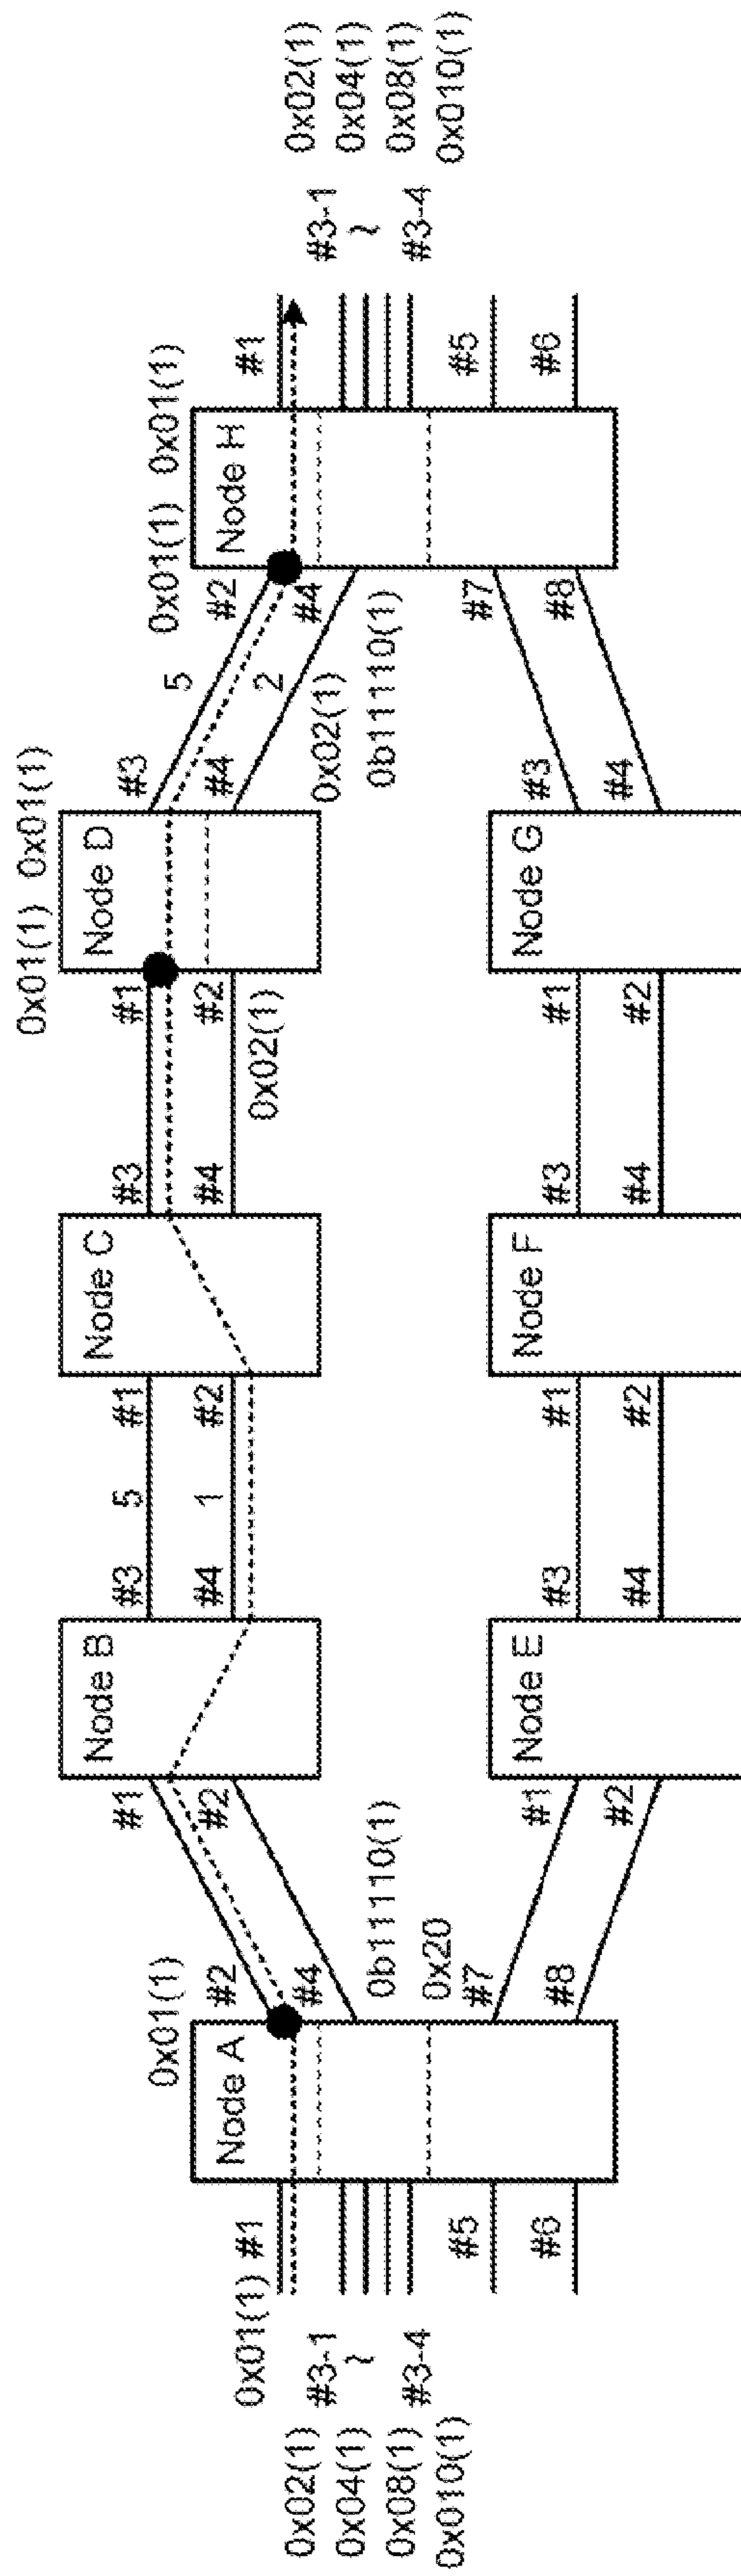 0x01(1) #1
#3-1
~
#3-4
0x02(1)
0x04(1)
0x08(1)
0x010(1)
#5
#6
Node A
0x01(1)
#2
#4
0b11110(1)
0x20
#7
#8
#1
#2
Node B
#3
#4
5
1
#1
#2
Node C
#3
#4
0x01(1) 0x01(1)
#1
#2
0x02(1)
Node D
#3
#4
5
2
0x02(1)
0b11110(1)
0x01(1) 0x01(1)
#2
#4
#7
#8
Node H
#1
#3-1
~
#3-4
0x02(1)
0x04(1)
0x08(1)
0x010(1)
#5
#6
#1
#2
Node E
#3
#4
#1
#2
Node F
#3
#4
#1
#2
Node G
#3
#4